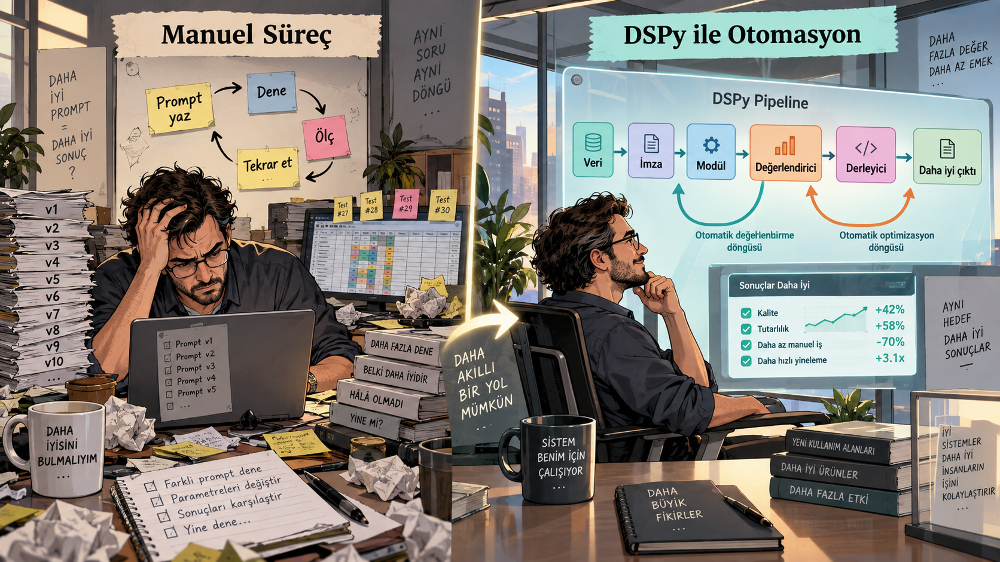 Manuel Süreç
DAHA
İYİ
PROMPT
=
DAHA İYİ
SONUÇ
?
Prompt
yaz
Dene
Ölç
Tekrar et
...
AYNI
SORU
AYNI
DÖNGÜ
...
v1
v2
v3
v4
v5
v6
v7
v8
v9
v10
...
Test
#27
Test
#28
Test
#29
Test
#30
Prompt v1
Prompt v2
Prompt v3
Prompt v4
Prompt v5
...
DAHA FAZLA DENE
BELKİ DAHA İYİDİR
HÂLÂ OLMADI
YİNE Mİ?
DAHA
İYİSİNİ
BULMALIYIM
...
Farkli prompt dene
Parametreleri değiştir
Sonuçları karşılaştır
Yine dene...
DAHA
AKILLI
BİR YOL
MÜMKÜN
...
DSPy ile Otomasyon
DAHA
FAZLA DEĞER
DAHA AZ EMEK
...
DSPy Pipeline
Veri
İmza
Modül
Değerlendirici
Derleyici
Daha iyi çıktı
Otomatik değerlenbirme
döngüsü
Otomatik optimizasyon
döngüsü
Sonuçlar Daha İyi
Kalite +42%
Tutarlılık +58%
Daha az manuel iş -70%
Daha hızlı yineleme +3.1x
AYNI
HEDEF
DAHA İYİ
SONUÇLAR
SİSTEM
BENİM İÇİN
ÇALIŞIYOR
...
DAHA
BÜYİK
FİKİRLER
...
YENİ KULLANIM ALANLARI
DAHA İYİ ÜRÜNLER
DAHA FAZLA ETKİ
İYİ
SİSTEMLER
DAHA İYİ
İNSANLARIN
İŞİNİ
KOLAYLAŞTIRIR
...